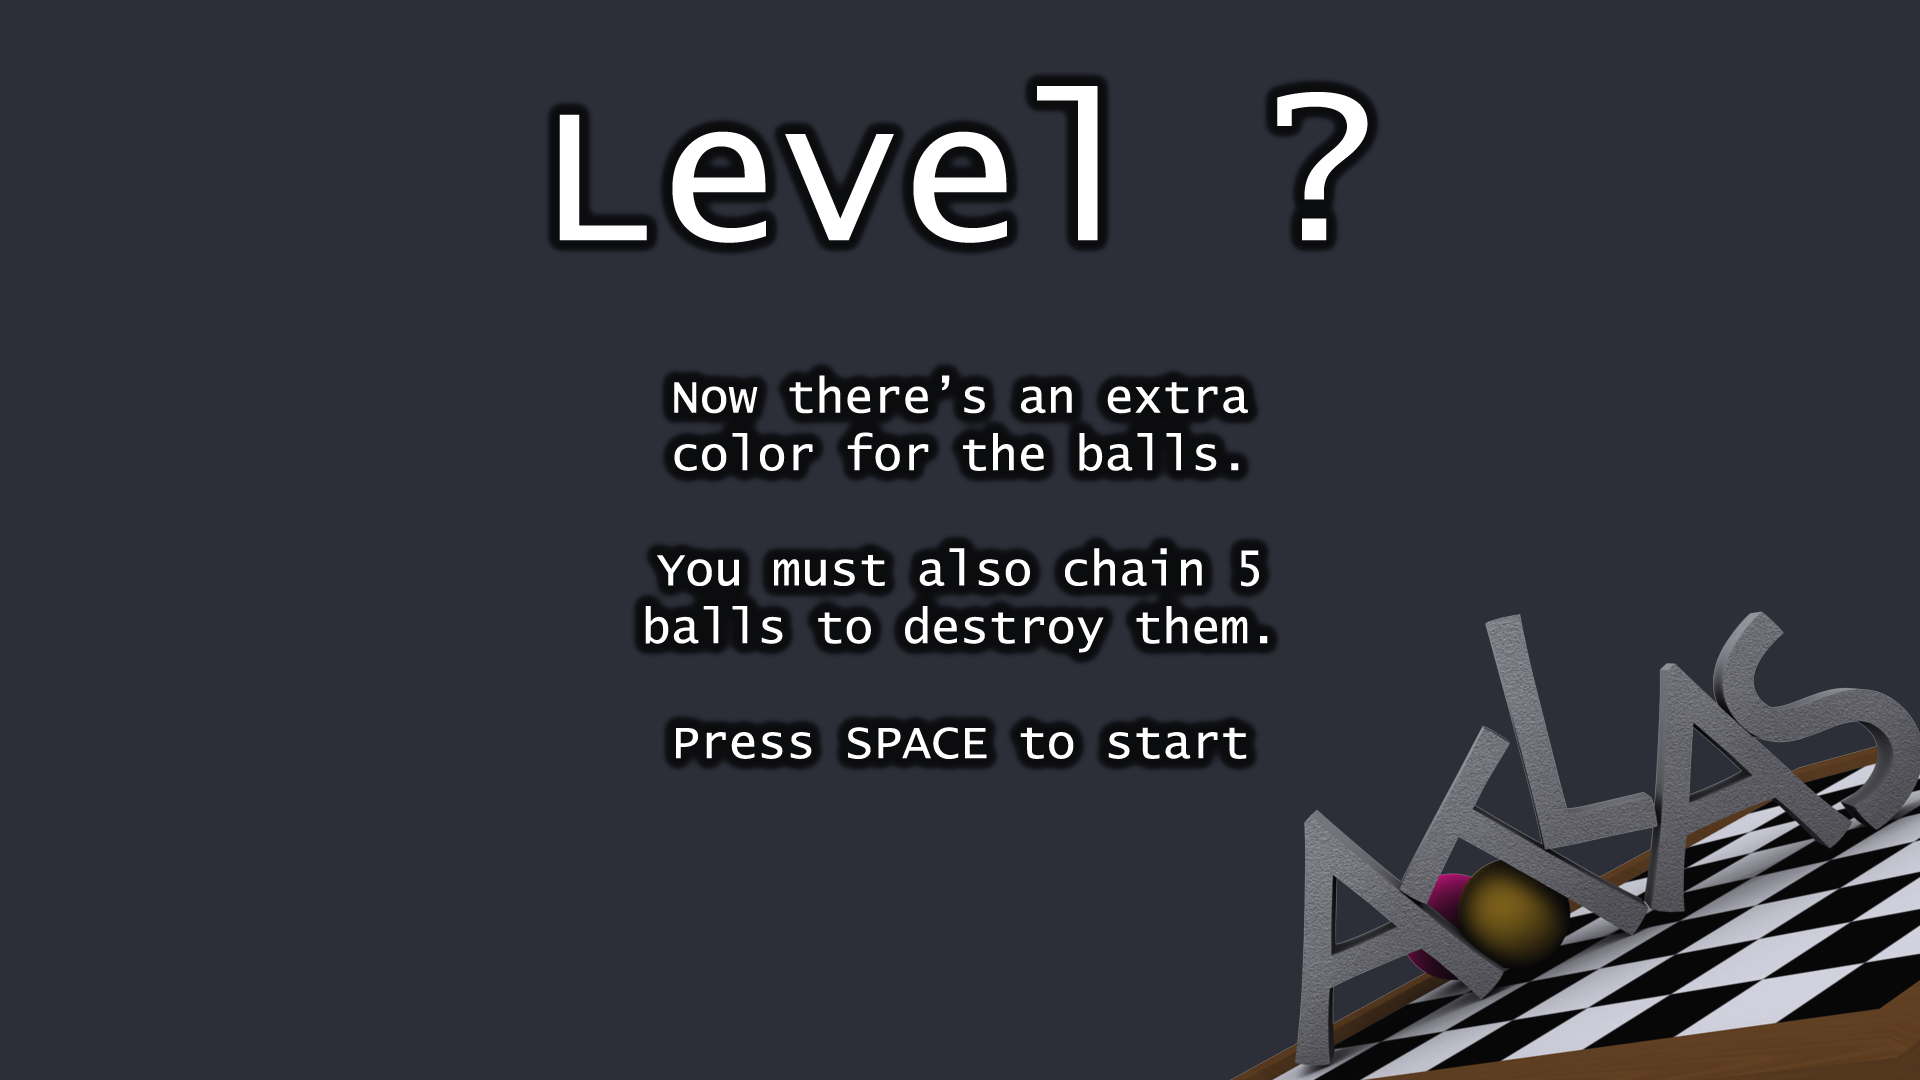 Level ?
Now there’s an extra
color for the balls.
You must also chain 5
balls to destroy them.
Press SPACE to start
ATLAS